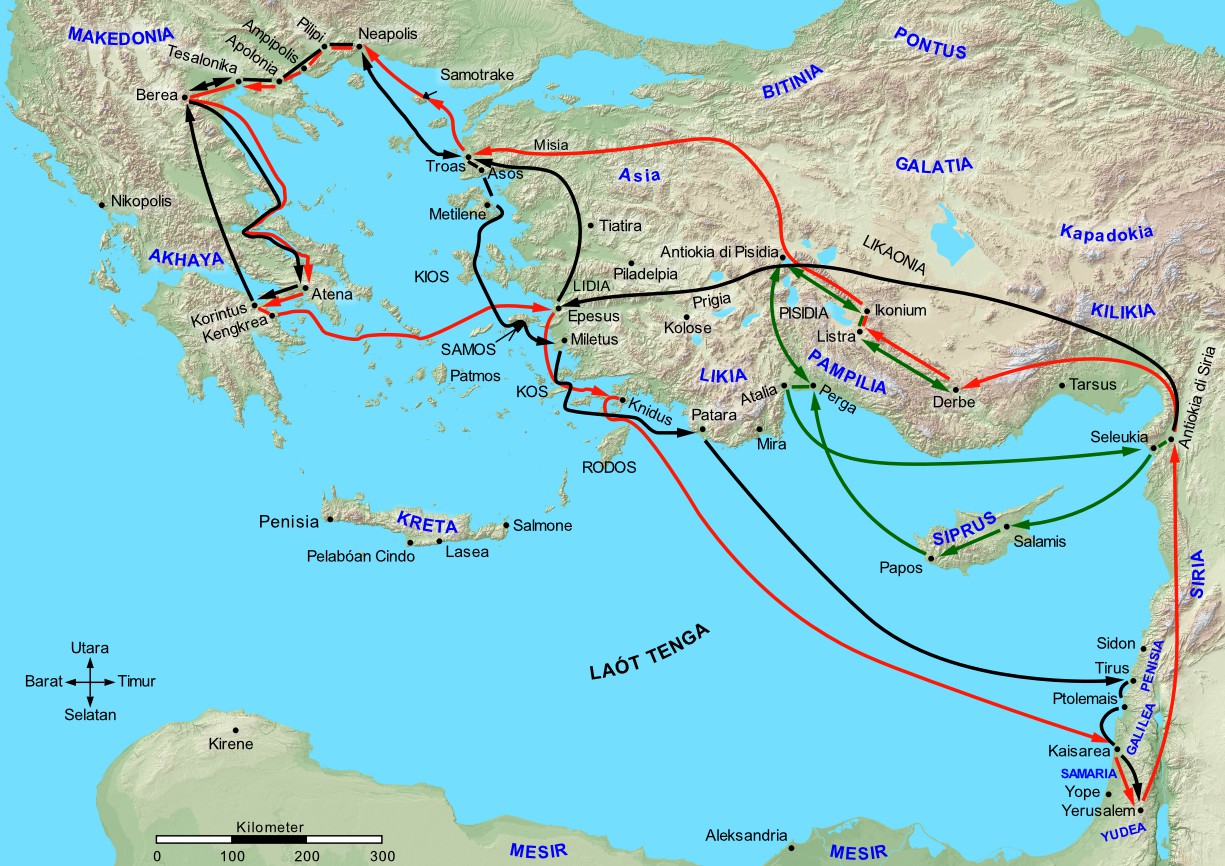 MAKEDONIA
Ampipolis
Pilipi
Neapolis
Tesalonika
Apolonia
Samotrake
Berea
PONTUS
BITINIA
Misia
Troas
Asos
Asia
GALATIA
Nikopolis
Metilene
Tiatira
Kapadokia
AKHAYA
Antiokia di Pisidia
LIKAONIA
KIOS
Piladelpia
LIDIA
Atena
Prigia
Korintus
Kengkrea
Epesus
Kolose
PISIDIA
Ikonium
KILIKIA
Listra
SAMOS
Miletus
Patmos
KOS
LIKIA
PAMPILIA
Atalia
Perga
Derbe
Tarsus
Antiokia di Siria
Knidus
Patara
Mira
Seleukia
RODOS
Penisia
KRETA
Salmone
Pelabóan Cindo
Lasea
SIPRUS
Salamis
Papos
SIRIA
LAÓT TENGA
Utara
Barat
Timur
Selatan
Sidon
Tirus
PENISIA
Ptolemais
GALILEA
Kirene
Kaisarea
SAMARIA
Yope
Yerusalem
YUDEA
Kilometer
0 100 200 300
Aleksandria
MESIR
MESIR